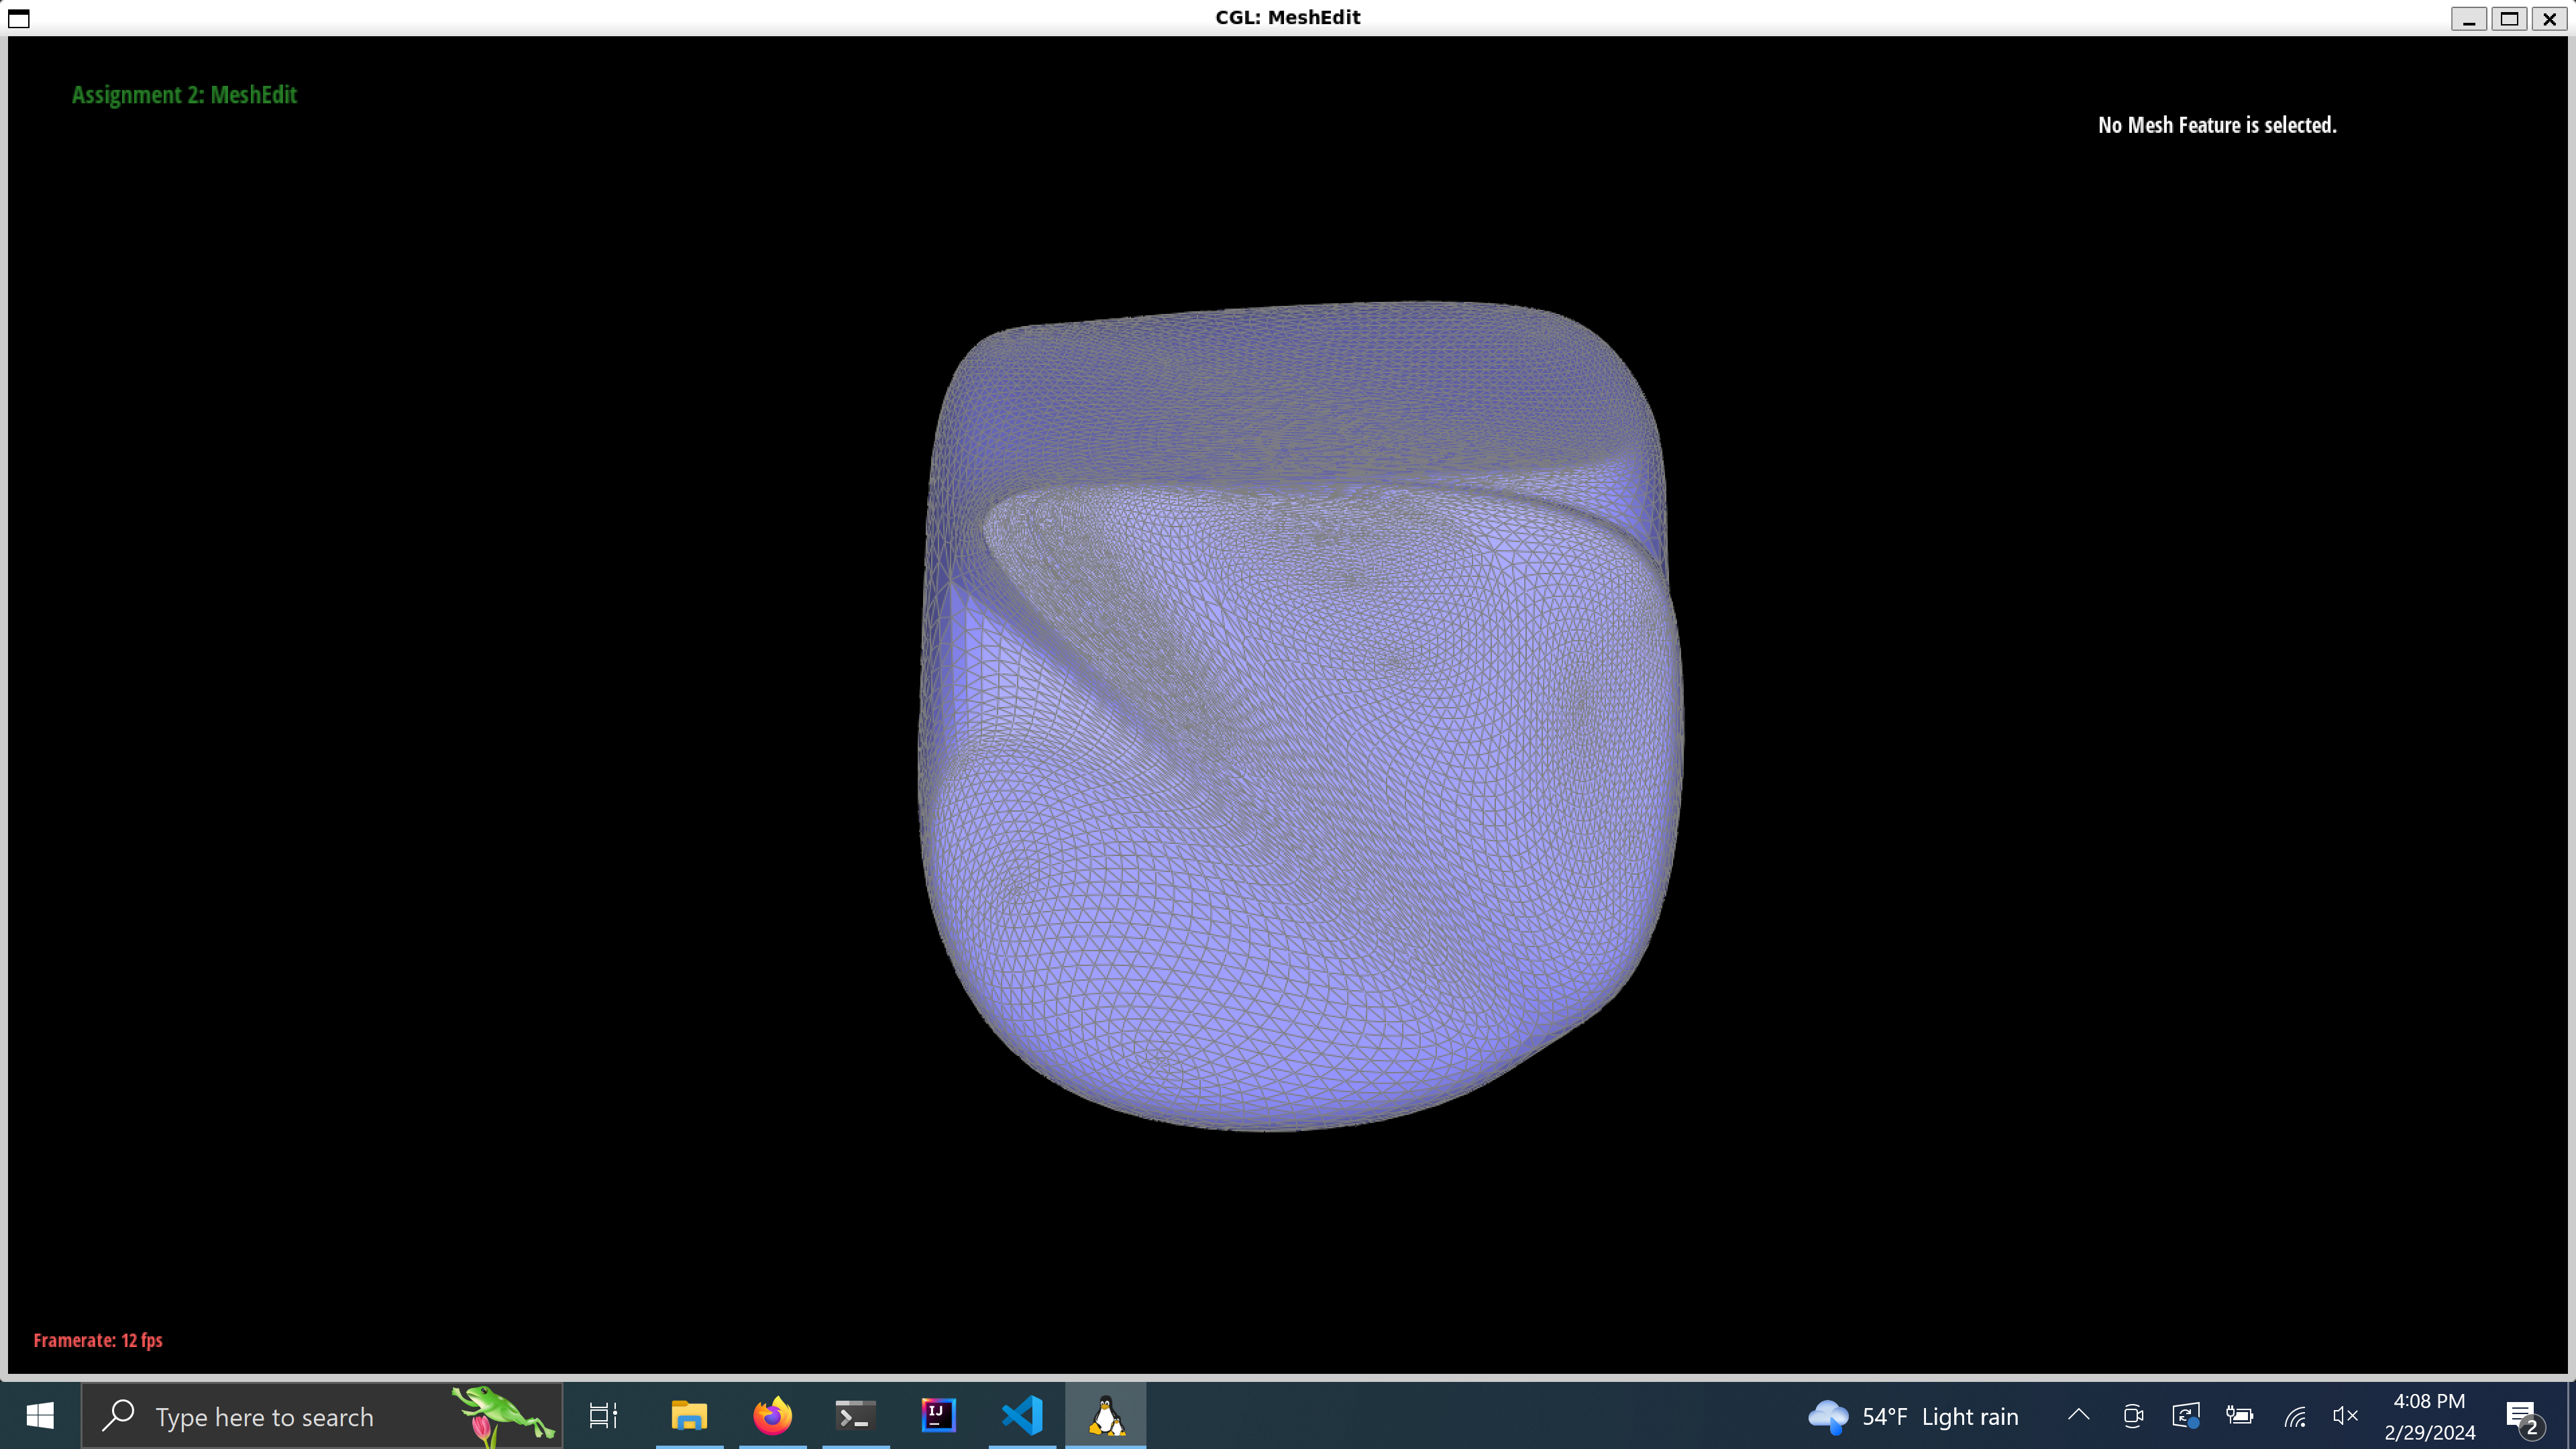 CGL: MeshEdit
Assignment 2: MeshEdit
No Mesh Feature is selected.
Framerate: 12 fps
Type here to search
IJ
54°F Light rain
4:08 PM
2/29/2024
2